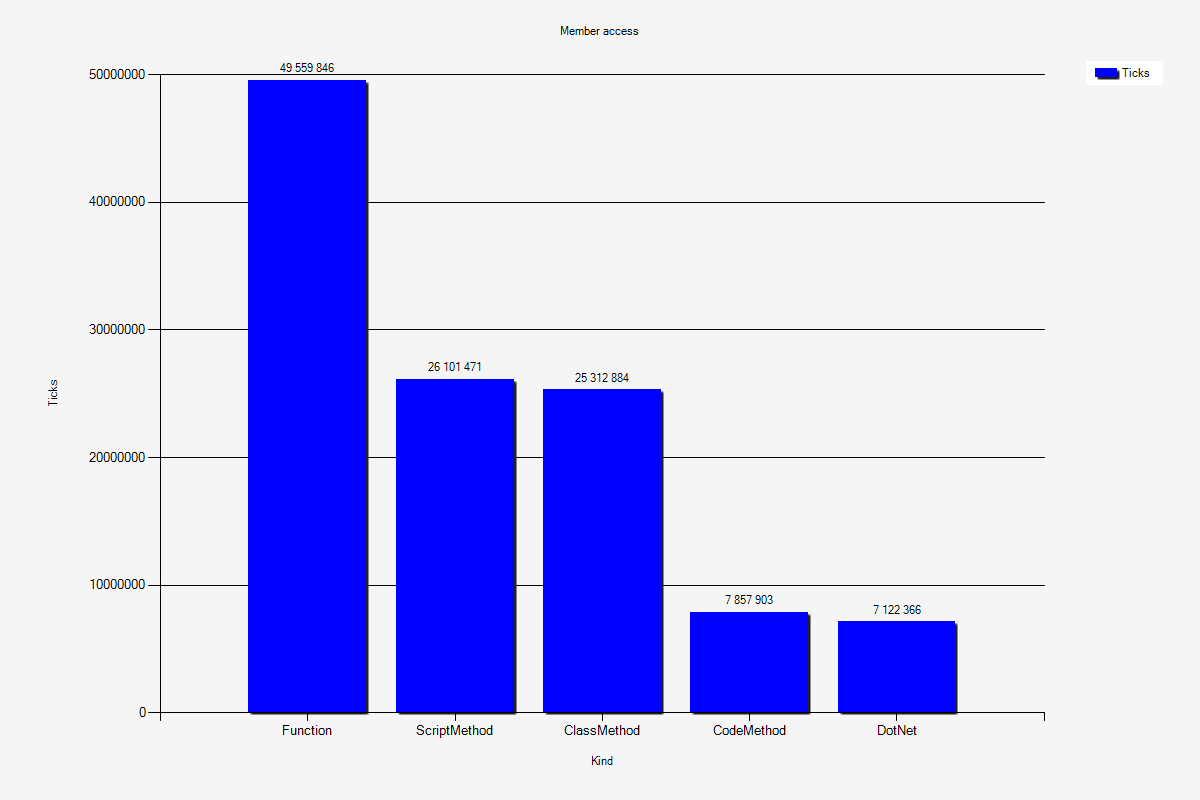 Member access
Ticks
50000000
40000000
30000000
20000000
10000000
0
Ticks
49 559 846
26 101 471
25 312 884
7 857 903
7 122 366
Function
ScriptMethod
ClassMethod
CodeMethod
DotNet
Kind